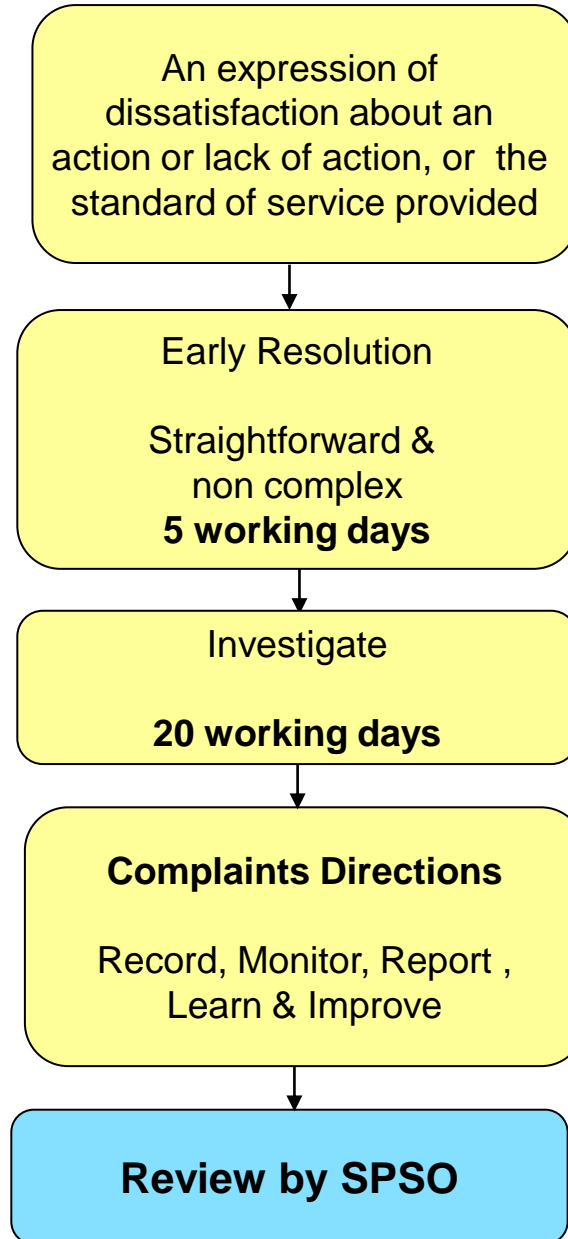 An expression of
dissatisfaction about an
action or lack of action, or the
standard of service provided
Early Resolution
Straightforward &
non complex
5 working days
Investigate
20 working days
Complaints Directions
Record, Monitor, Report ,
Learn & Improve
Review by SPSO